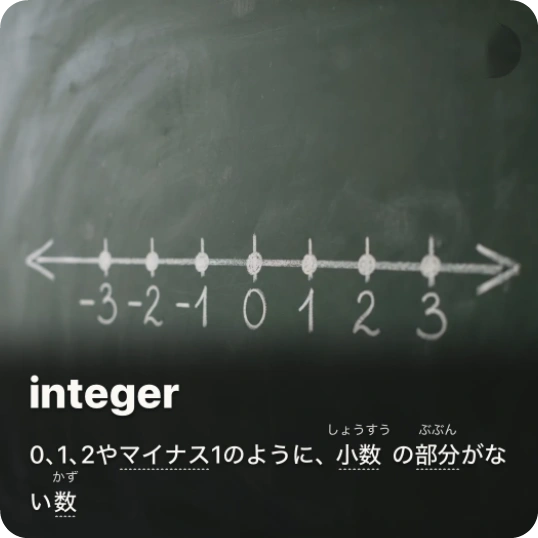 -3 -2 -1 0 1 2 3
integer
しょうすう ぶぶん
0、1、2やマイナス1のように、小数 の部分がな
かず
い数